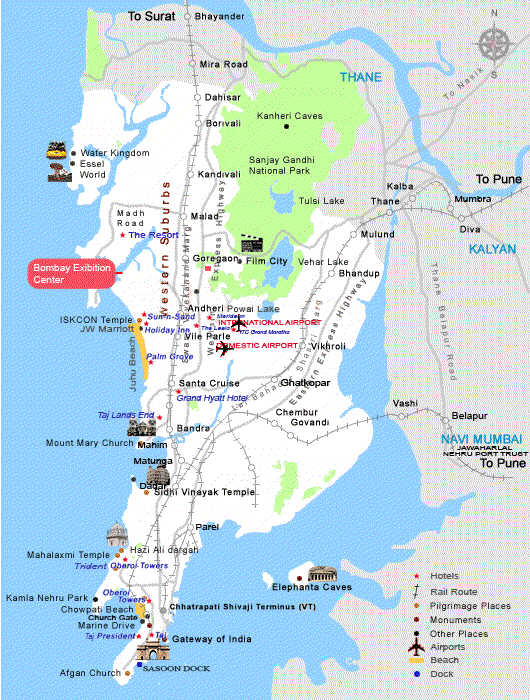 To Surat
Bhayander
N
S
Mira Road
THANE
To Nasik
Dahisar
Borivali
Kanheri Caves
Water Kingdom
Essel
World
Sanjay Gandhi
National Park
Kandivali
To Pune
Kalba
Thane
Mumbra
Tulsi Lake
Madh
Road
Malad
Diva
The Resort
Mulund
KALYAN
Western Suburbs
Express Highway
Goregaon
Film City
Vehar Lake
Bombay Exibition
Center
Bhandup
Thane Belapur Road
Andheri
Powai Lake
Sun-n-Sand
Meridean
ISKCON Temple
INTERNATIONAL AIRPORT
JW Marriott
Holiday Inn
The Leela
ITC Grand Maratha
Vile Parle
DOMESTIC AIRPORT
Vikhroli
Juhu Beach
Palm Grove
Eastern Express Highway
Lal Bahadur Shastri Marg
Santa Cruise
Ghatkopar
Grand Hyatt Hotel
Vashi
Taj Lands End
Chembur
Belapur
Govandi
Bandra
Mount Mary Church
Mahim
NAVI MUMBAI
JAWAHARLAL
NEHRU PORT TRUST
Matunga
To Pune
Dadar
Sidhi Vinayak Temple
Parel
Hazi Ali dargah
Mahalaxmi Temple
Trident
Oberoi Towers
Elephanta Caves
Hotels
Oberoi
Towers
Rail Route
Kamla Nehru Park
Pilgrimage Places
Chowpati Beach
Chhatrapati Shivaji Terminus (VT)
Church Gate
Monuments
Marine Drive
Other Places
Taj President
Taj
Gateway of India
Airports
Beach
SASOON DOCK
Afgan Church
Dock